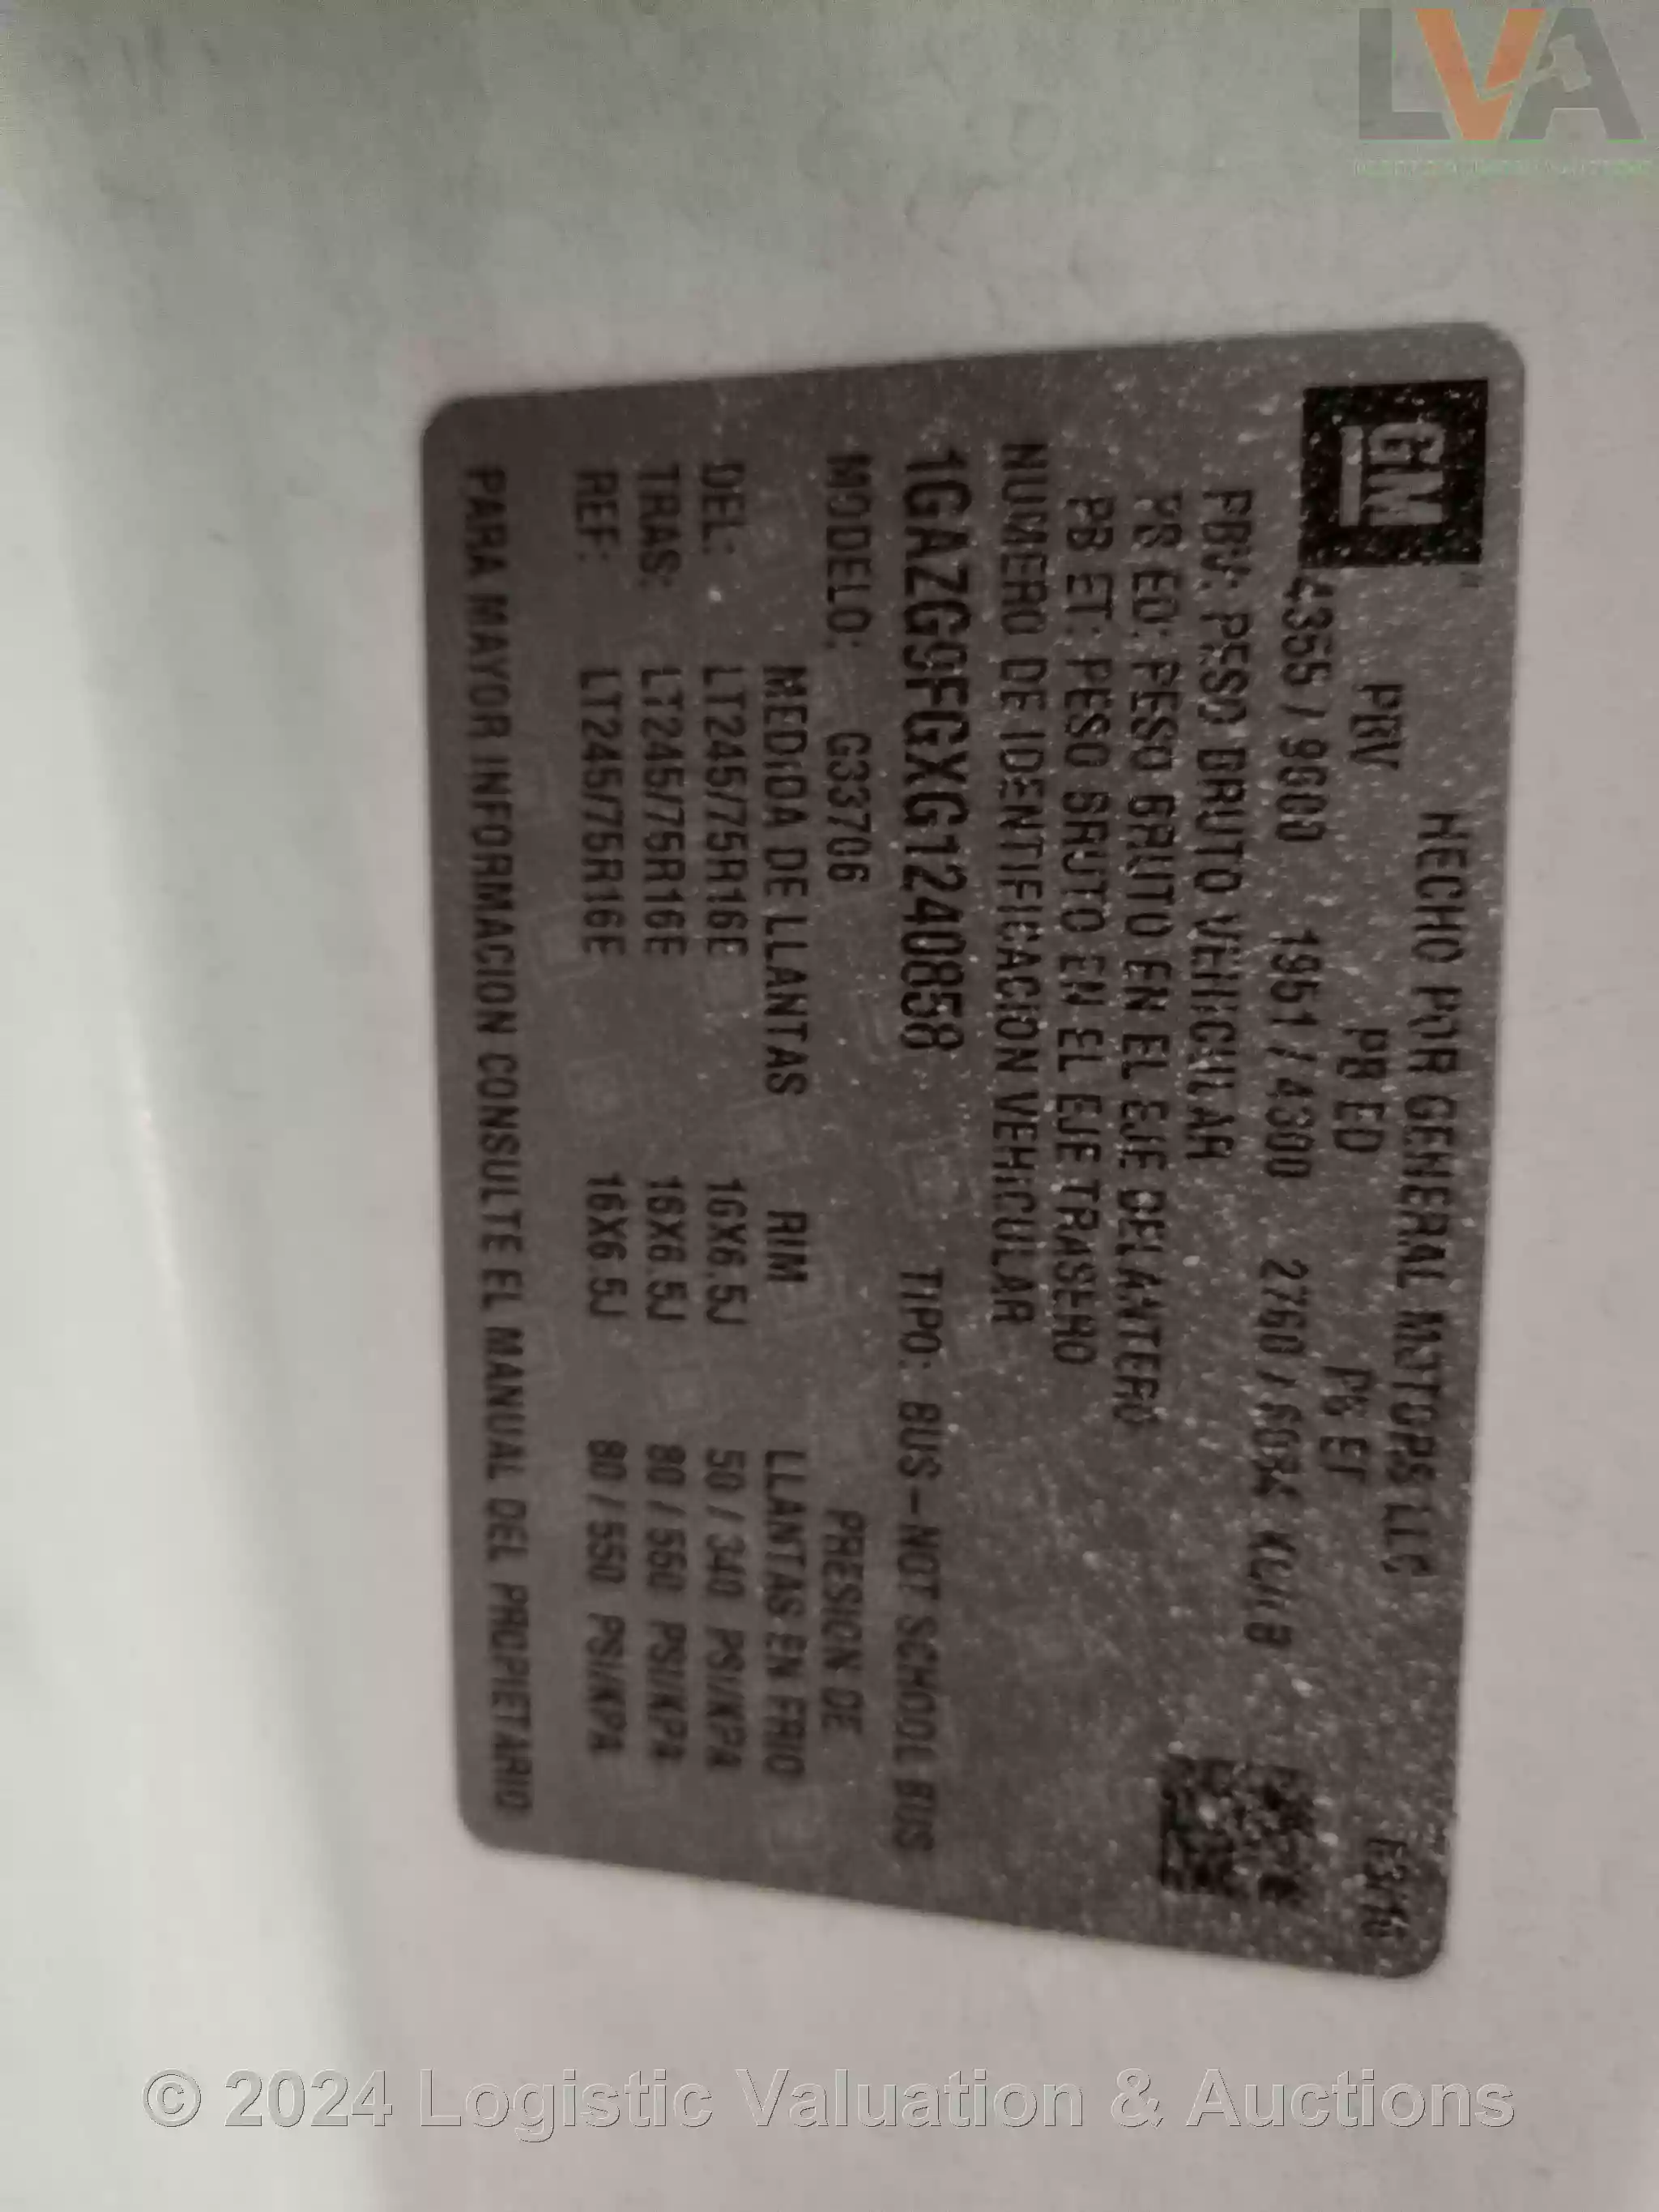 LVA
GM
HECHO POR GENERAL MOTORS LLC
PBV PB ED PB ET
4355 / 9600 1951 / 4300 2760 / 6084 KG/LB
PBV: PESO BRUTO VEHICULAR
PB ED: PESO BRUTO EN EL EJE DELANTERO
PB ET: PESO BRUTO EN EL EJE TRASERO
NUMERO DE IDENTIFICACION VEHICULAR
1GAZG9FGXG1240858 TIPO: BUS-NOT SCHOOL BUS
MODELO: G33706 PRESION DE
MEDIDA DE LLANTAS RIM LLANTAS EN FRIO
DEL: LT245/75R16E 16X6.5J 50 / 340 PSI/KPA
TRAS: LT245/75R16E 16X6.5J 80 / 550 PSI/KPA
REF: LT245/75R16E 16X6.5J 80 / 550 PSI/KPA
PARA MAYOR INFORMACION CONSULTE EL MANUAL DEL PROPIETARIO
© 2024 Logistic Valuation & Auctions